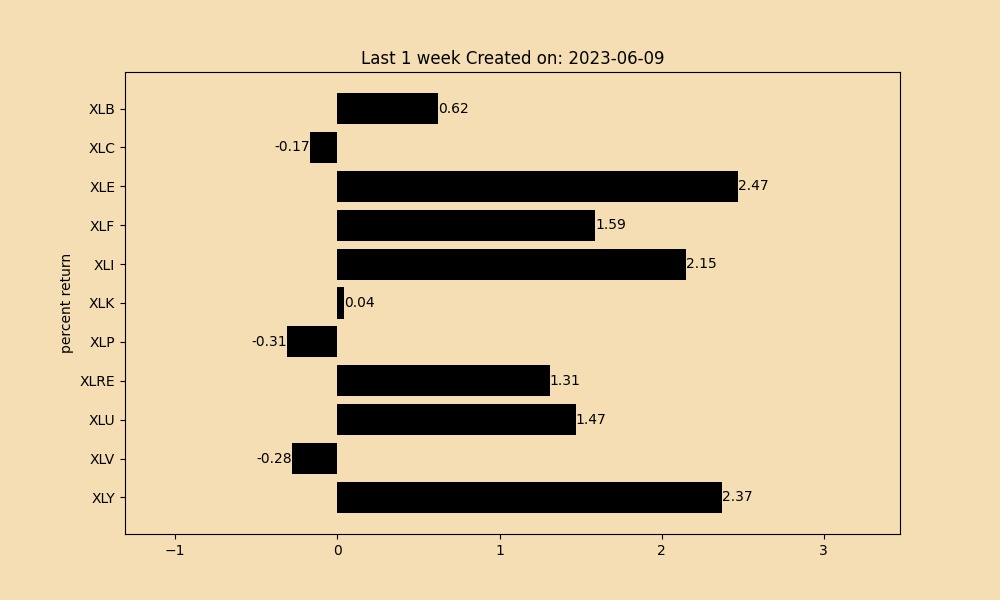 Last 1 week Created on: 2023-06-09
percent return
XLB 0.62
XLC -0.17
XLE 2.47
XLF 1.59
XLI 2.15
XLK 0.04
XLP -0.31
XLRE 1.31
XLU 1.47
XLV -0.28
XLY 2.37
−1 0 1 2 3